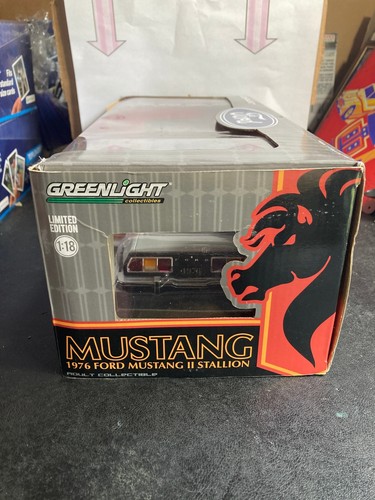 GREENLIGHT
collectibles
LIMITED
EDITION
1:18
MUSTANG
1976 FORD MUSTANG II STALLION
ADULT COLLECTIBLE